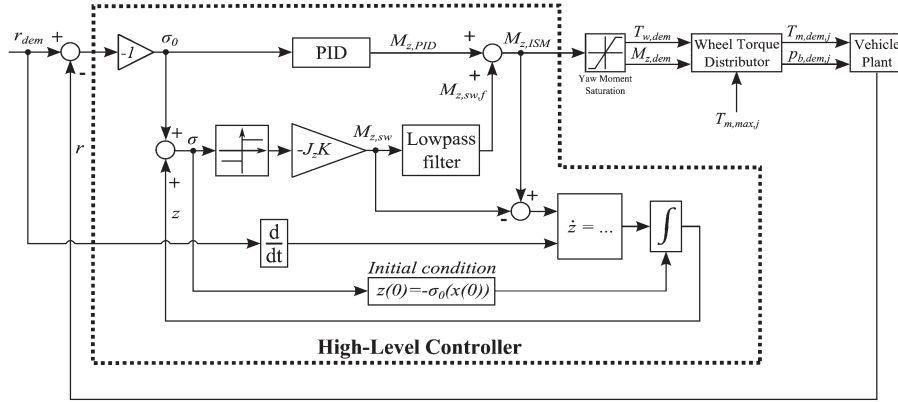 r_dem + σ_0 M_z,PID + M_z,ISM T_w,dem T_m,dem,j
-1 PID Wheel Torque Distributor Vehicle Plant
- M_z,dem p_b,dem,j
+ Yaw Moment Saturation
M_z,sw,f
T_m,max,j
+ σ M_z,sw
r -J_zK Lowpass filter
+ +
z - ż = ... ∫
d/dt
Initial condition
z(0)=-σ_0(x(0))
High-Level Controller